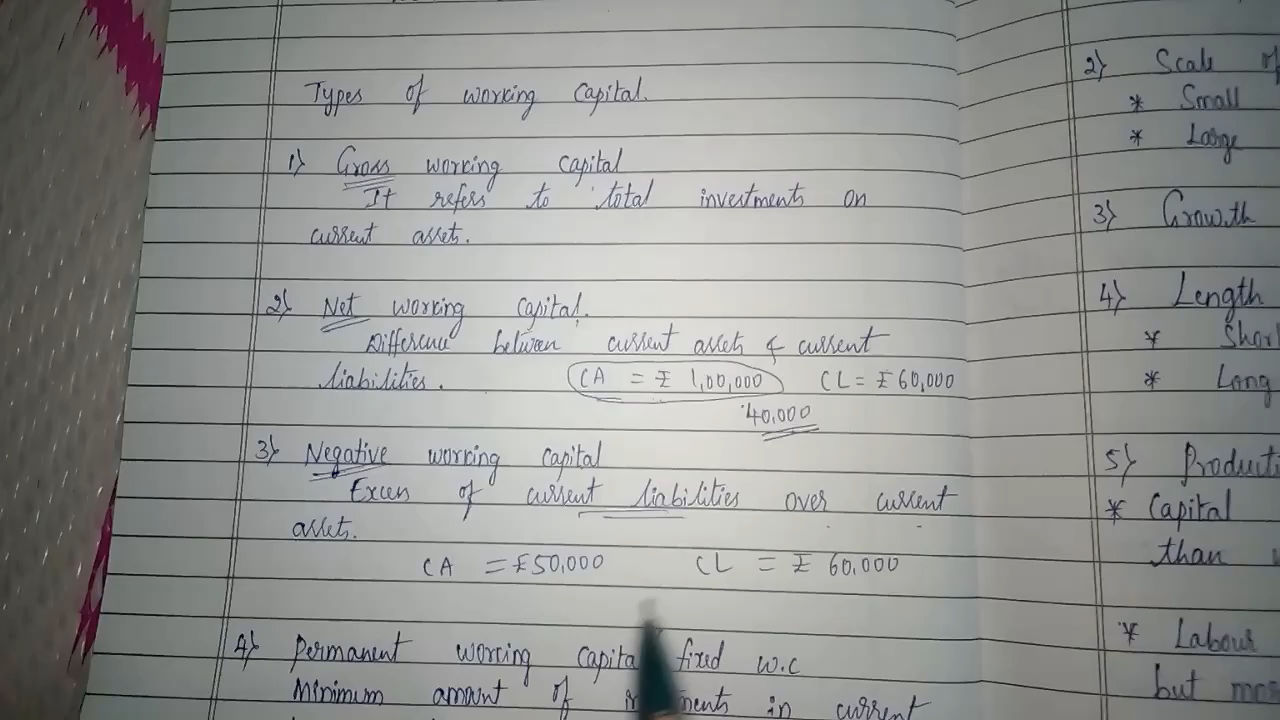 Types of working capital.
1) Gross working capital
It refers to total investments on
current assets.
2) Net working capital.
Difference between current assets & current
liabilities. CA = ₹ 1,00,000 CL = ₹ 60,000
40,000
3) Negative working capital
Excess of current liabilities over current
assets.
CA = ₹50,000 CL = ₹ 60,000
4) Permanent working capital fixed w.c
Minimum amount of in current
2) Scale of
* Small
* Large
3) Growth
4) Length
* Short
* Long
5) Producti
* Capital
than
* Labour
but